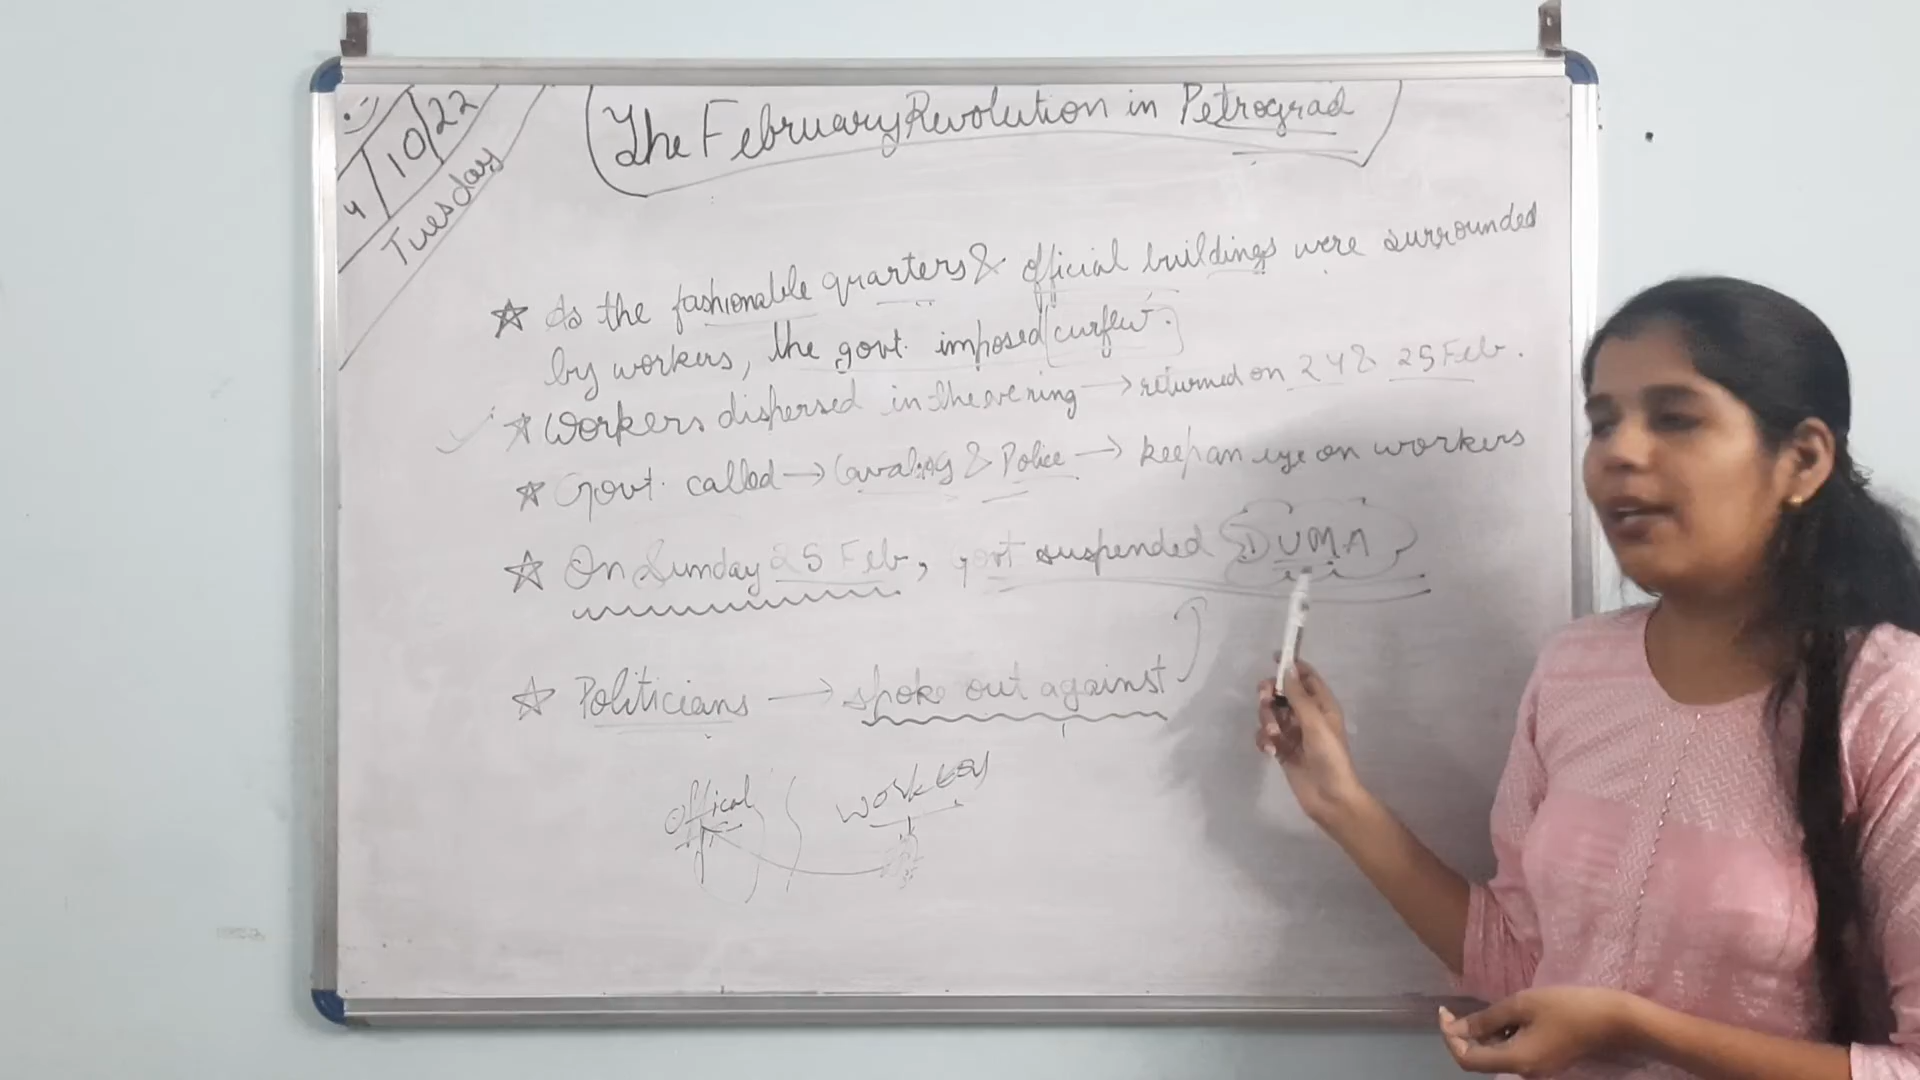 4/10/22
Tuesday
The February Revolution in Petrograd
☆ As the fashionable quarters & official buildings were surrounded
by workers, the govt. imposed curfew.
☆ Workers dispersed in the evening → returned on 24 & 25 Feb.
☆ Govt. called → Cavalry & Police → keep an eye on workers
☆ On Sunday 25 Feb, govt suspended DUMA
☆ Politicians → spoke out against
Offical workers